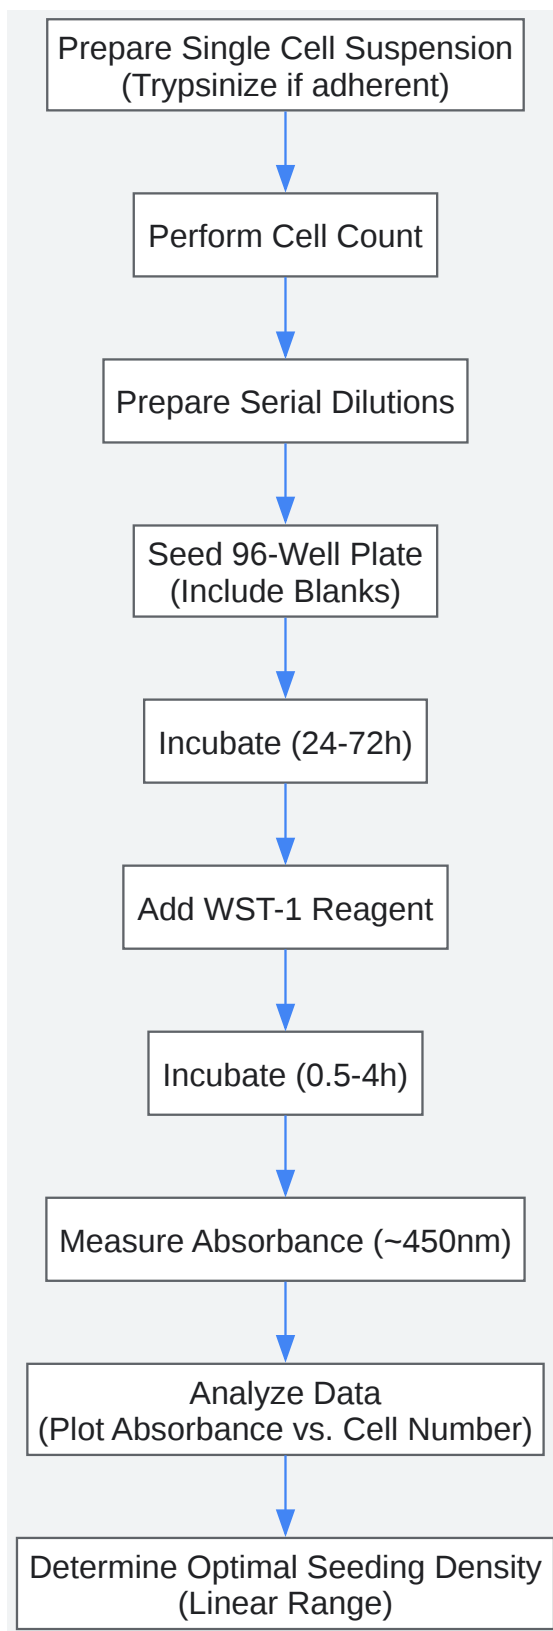 Prepare Single Cell Suspension
(Trypsinize if adherent)
Perform Cell Count
Prepare Serial Dilutions
Seed 96-Well Plate
(Include Blanks)
Incubate (24-72h)
Add WST-1 Reagent
Incubate (0.5-4h)
Measure Absorbance (~450nm)
Analyze Data
(Plot Absorbance vs. Cell Number)
Determine Optimal Seeding Density
(Linear Range)